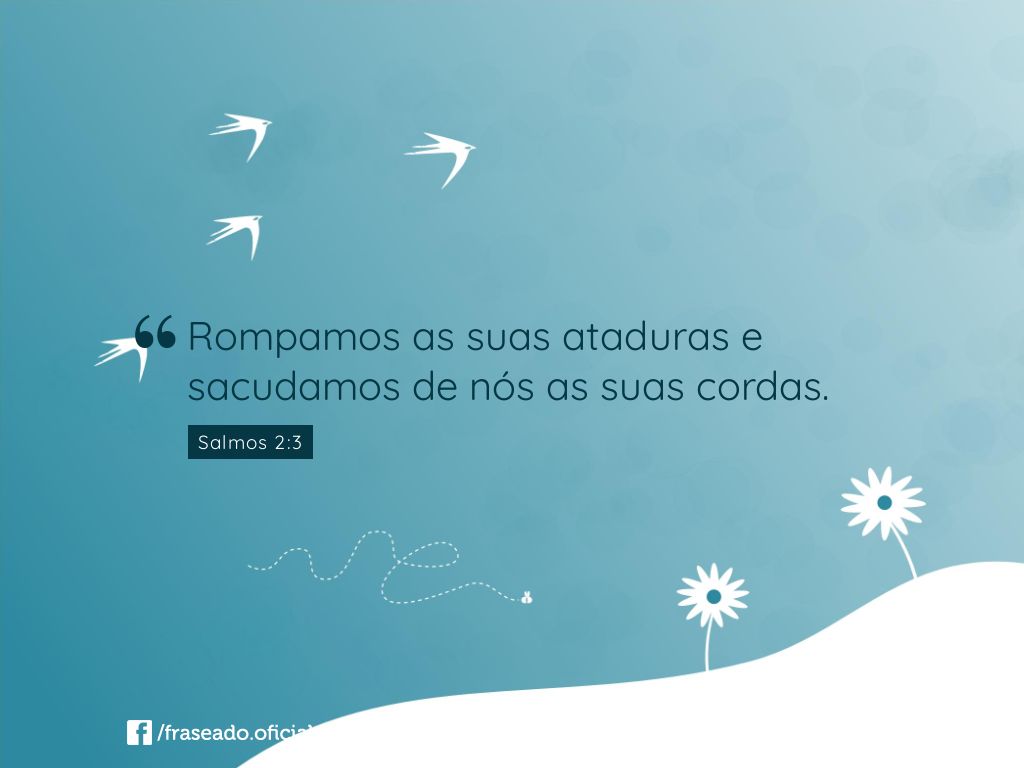 ❝ Rompamos as suas ataduras e
sacudamos de nós as suas cordas.
Salmos 2:3
/fraseado.oficial